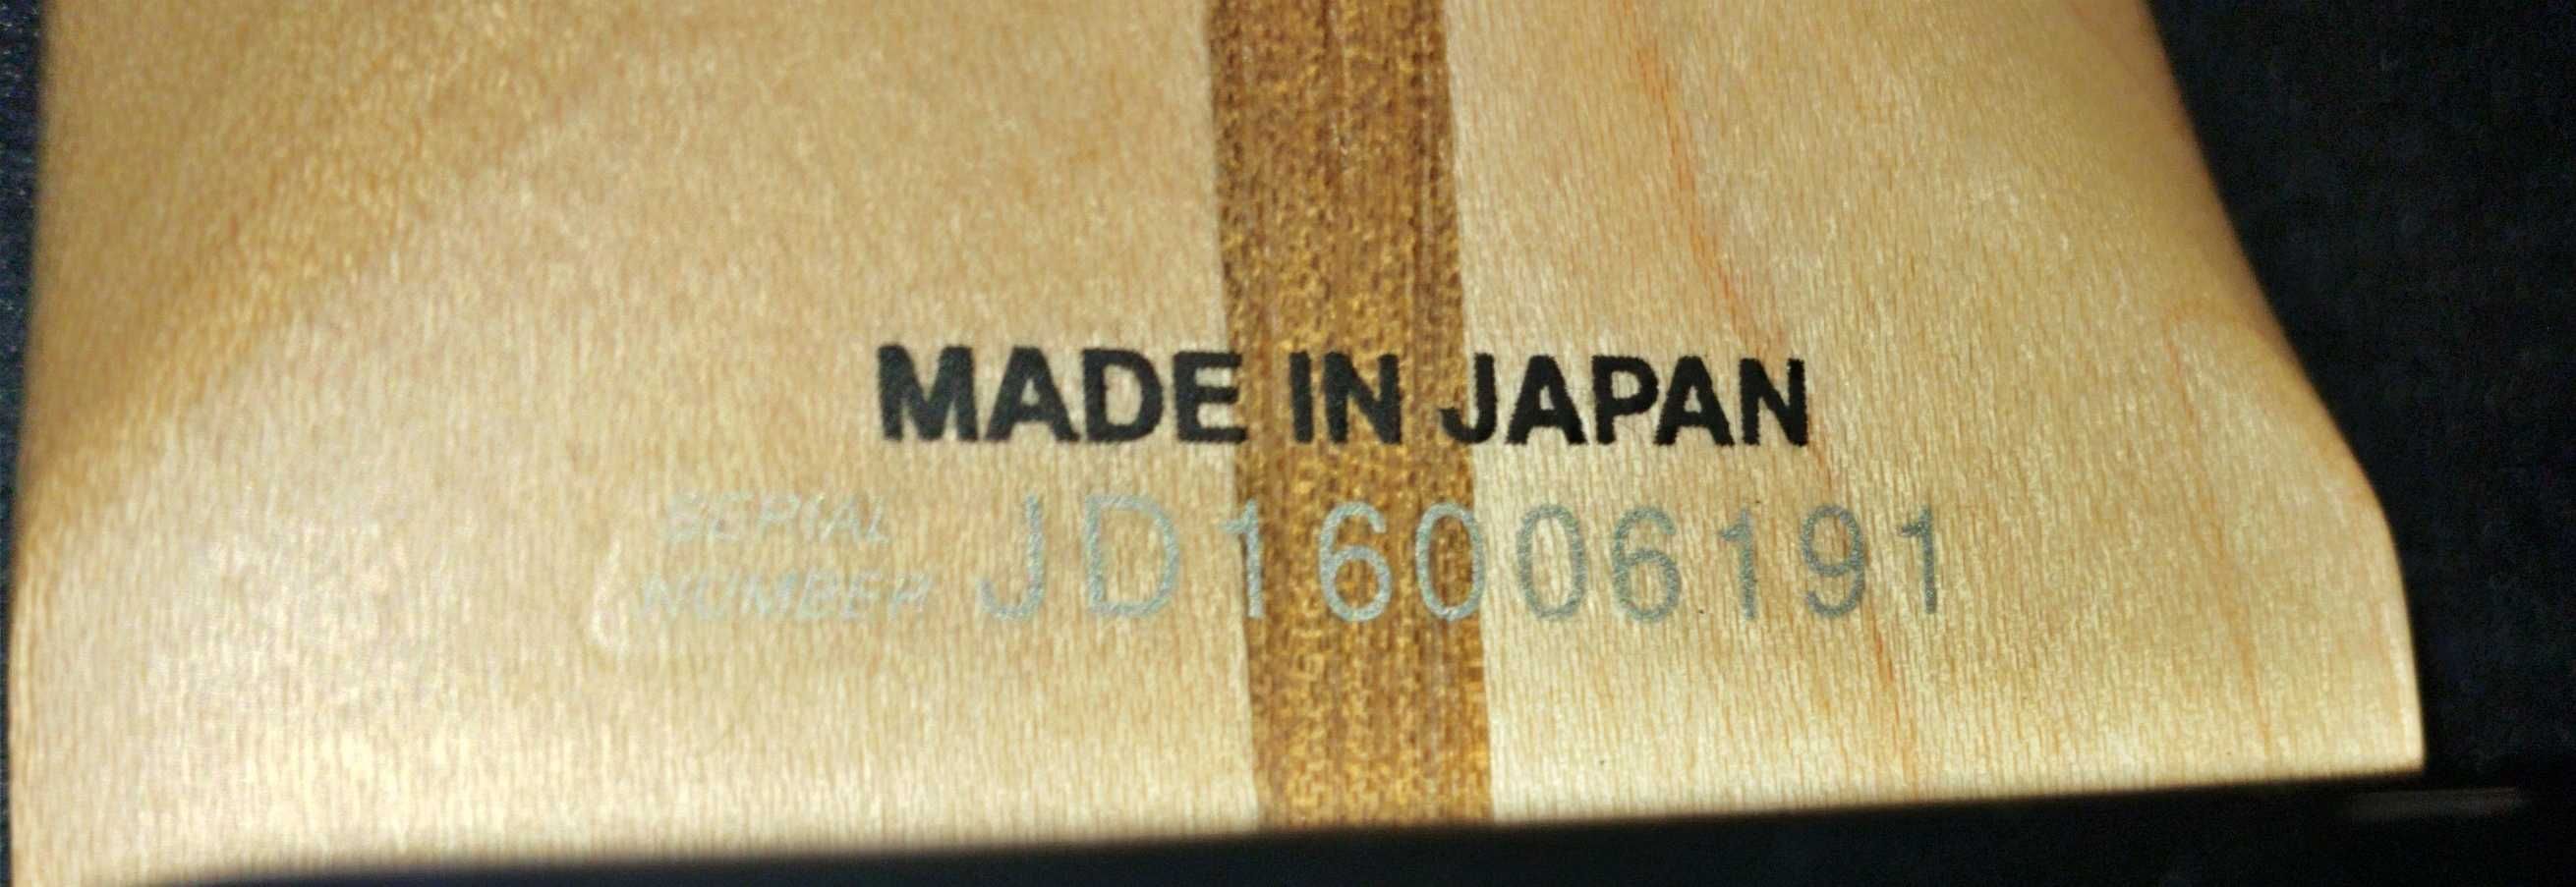 MADE IN JAPAN
SERIAL
NUMBER JD16006191